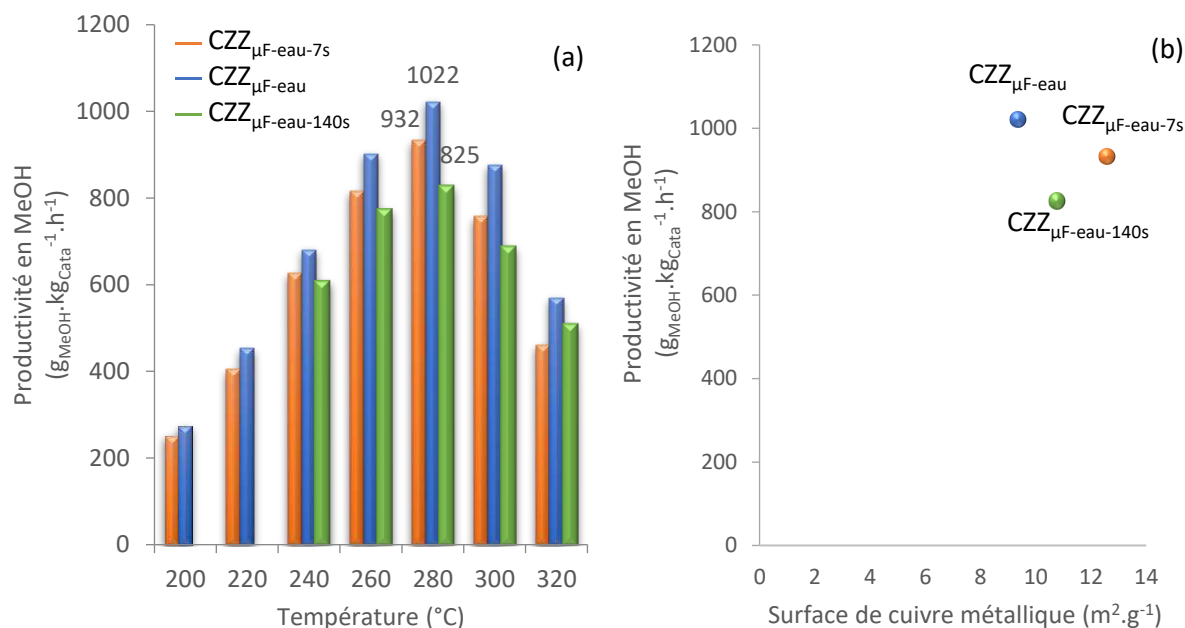 (a)
CZZμF-eau-7s
CZZμF-eau
CZZμF-eau-140s
1022
932
825
Productivité en MeOH
(gMeOH.kgCata-1.h-1)
1200
1000
800
600
400
200
0
200 220 240 260 280 300 320
Température (°C)
(b)
CZZμF-eau
CZZμF-eau-7s
CZZμF-eau-140s
Productivité en MeOH
(gMeOH.kgCata-1.h-1)
1200
1000
800
600
400
200
0
0 2 4 6 8 10 12 14
Surface de cuivre métallique (m2.g-1)